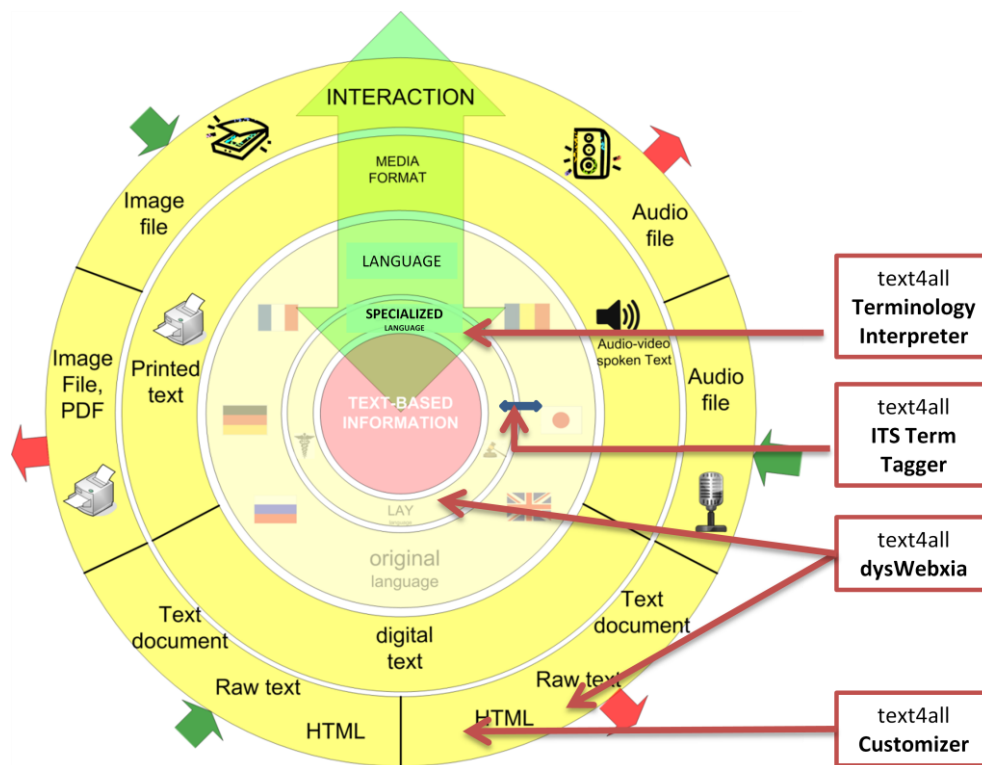 INTERACTION
MEDIA
FORMAT
LANGUAGE
SPECIALIZED
LANGUAGE
TEXT-BASED
INFORMATION
LAY
language
original
language
digital
text
Image
file
Printed
text
Image
File,
PDF
Text
document
Raw text
HTML
Audio
file
Audio-video
spoken Text
Audio
file
Text
document
Raw text
HTML
text4all
Terminology
Interpreter
text4all
ITS Term
Tagger
text4all
dysWebxia
text4all
Customizer